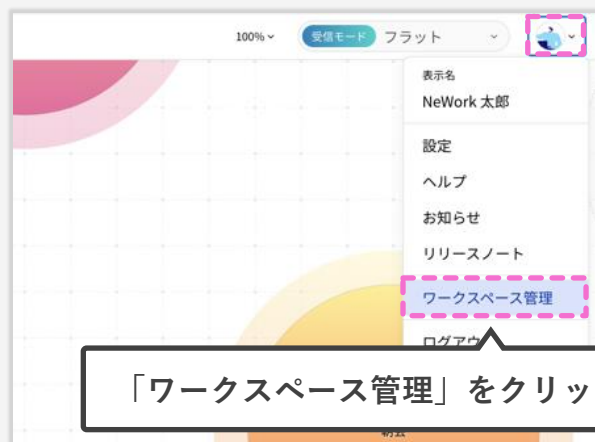 100%
受信モード フラット
表示名
NeWork 太郎
設定
ヘルプ
お知らせ
リリースノート
ワークスペース管理
ログアウ
「ワークスペース管理」をクリッ
朝会